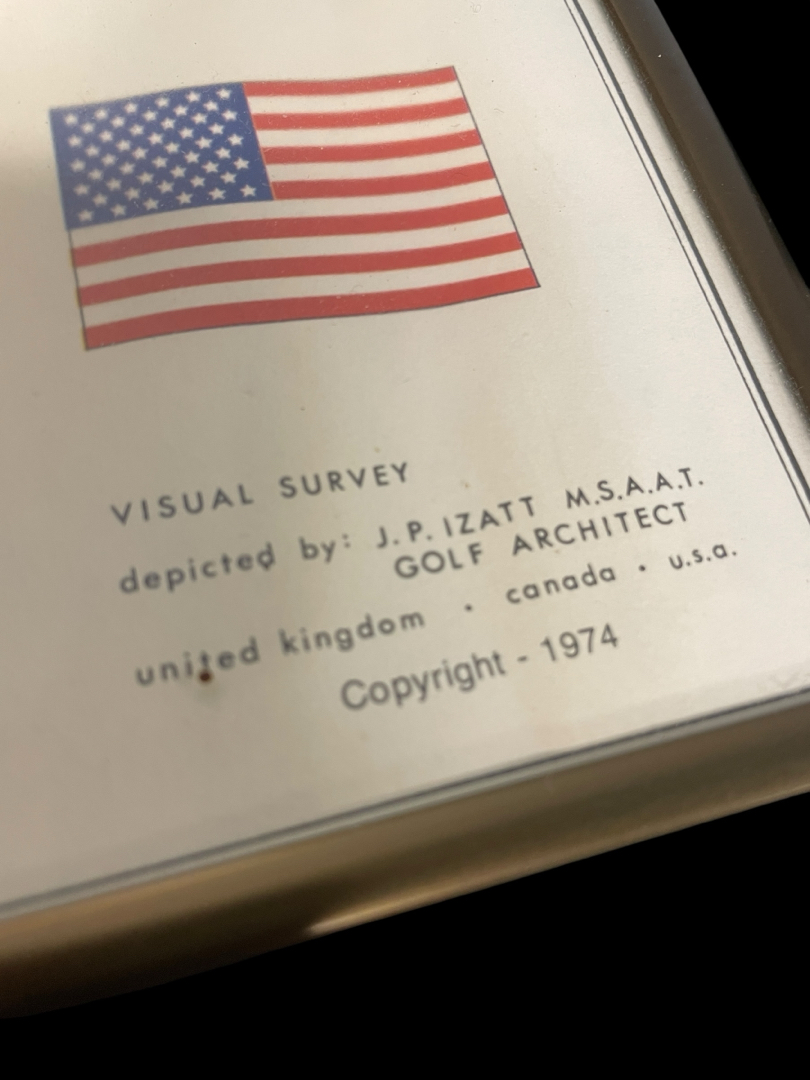 VISUAL SURVEY
depicted by: J.P. IZATT M.S.A.A.T.
GOLF ARCHITECT
united kingdom • canada • u.s.a.
Copyright - 1974